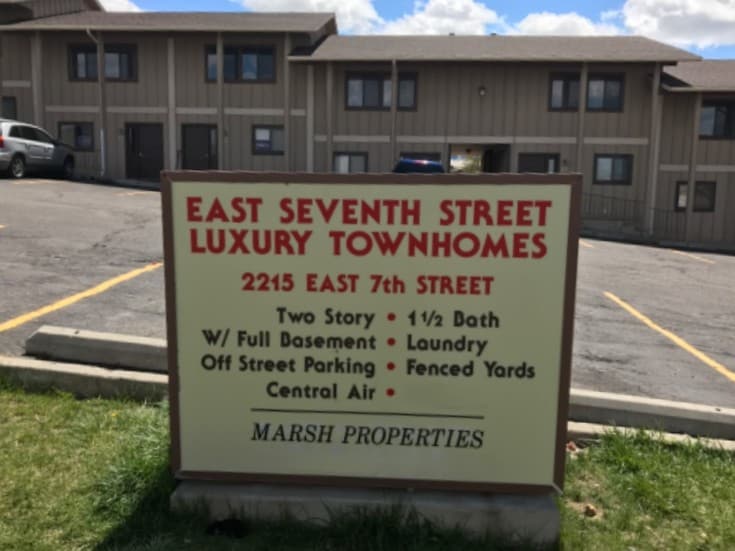 EAST SEVENTH STREET
LUXURY TOWNHOMES
2215 EAST 7th STREET
Two Story • 1 1/2 Bath
W/ Full Basement • Laundry
Off Street Parking • Fenced Yards
Central Air •
MARSH PROPERTIES